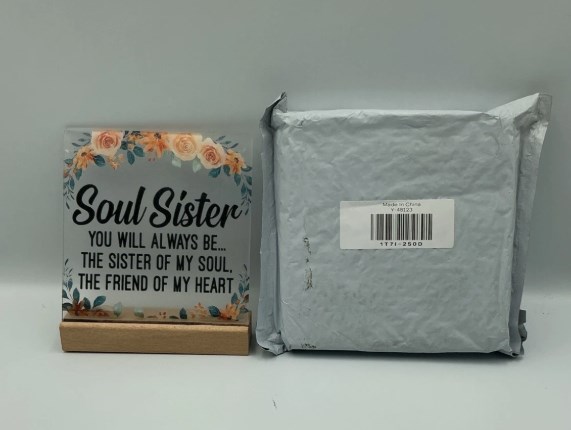 Soul Sister
YOU WILL ALWAYS BE...
THE SISTER OF MY SOUL,
THE FRIEND OF MY HEART
Made in China
1T7I-2500